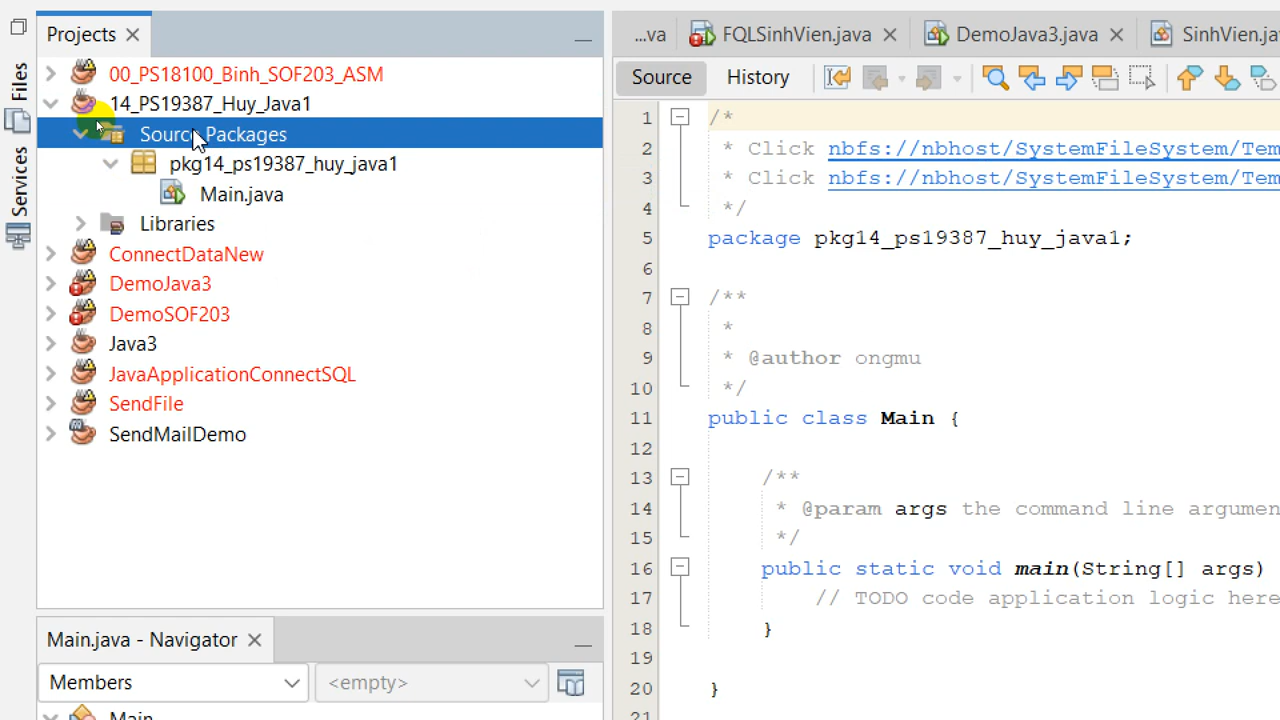 Projects
Files
Services
00_PS18100_Binh_SOF203_ASM
14_PS19387_Huy_Java1
Source Packages
pkg14_ps19387_huy_java1
Main.java
Libraries
ConnectDataNew
DemoJava3
DemoSOF203
Java3
JavaApplicationConnectSQL
SendFile
SendMailDemo
Main.java - Navigator
Members
<empty>
Main
...va
FQLSinhVien.java
DemoJava3.java
SinhVien.ja
Source
History
1 /*
2 * Click nbfs://nbhost/SystemFileSystem/Tem
3 * Click nbfs://nbhost/SystemFileSystem/Tem
4 */
5 package pkg14_ps19387_huy_java1;
6
7 /**
8 *
9 * @author ongmu
10 */
11 public class Main {
12
13 /**
14 * @param args the command line argumen
15 */
16 public static void main(String[] args)
17 // TODO code application logic here
18 }
19
20 }
21